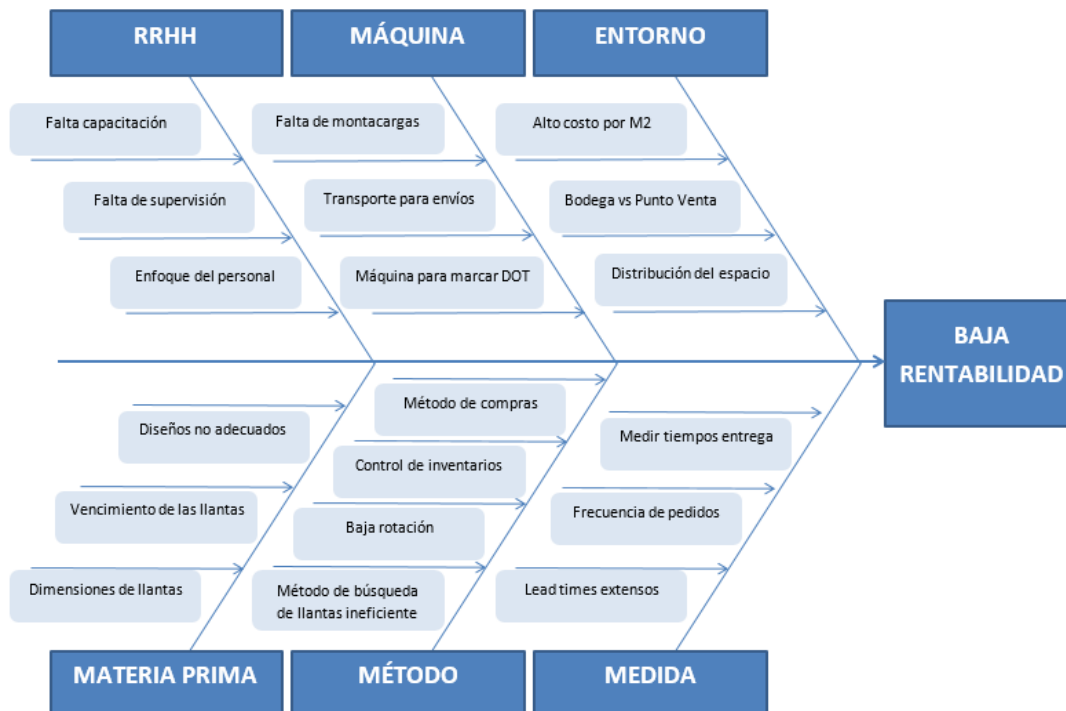 RRHH
MÁQUINA
ENTORNO
Falta capacitación
Falta de montacargas
Alto costo por M2
Falta de supervisión
Transporte para envíos
Bodega vs Punto Venta
Enfoque del personal
Máquina para marcar DOT
Distribución del espacio
BAJA
RENTABILIDAD
Diseños no adecuados
Método de compras
Medir tiempos entrega
Control de inventarios
Vencimiento de las llantas
Baja rotación
Frecuencia de pedidos
Dimensiones de llantas
Método de búsqueda
de llantas ineficiente
Lead times extensos
MATERIA PRIMA
MÉTODO
MEDIDA